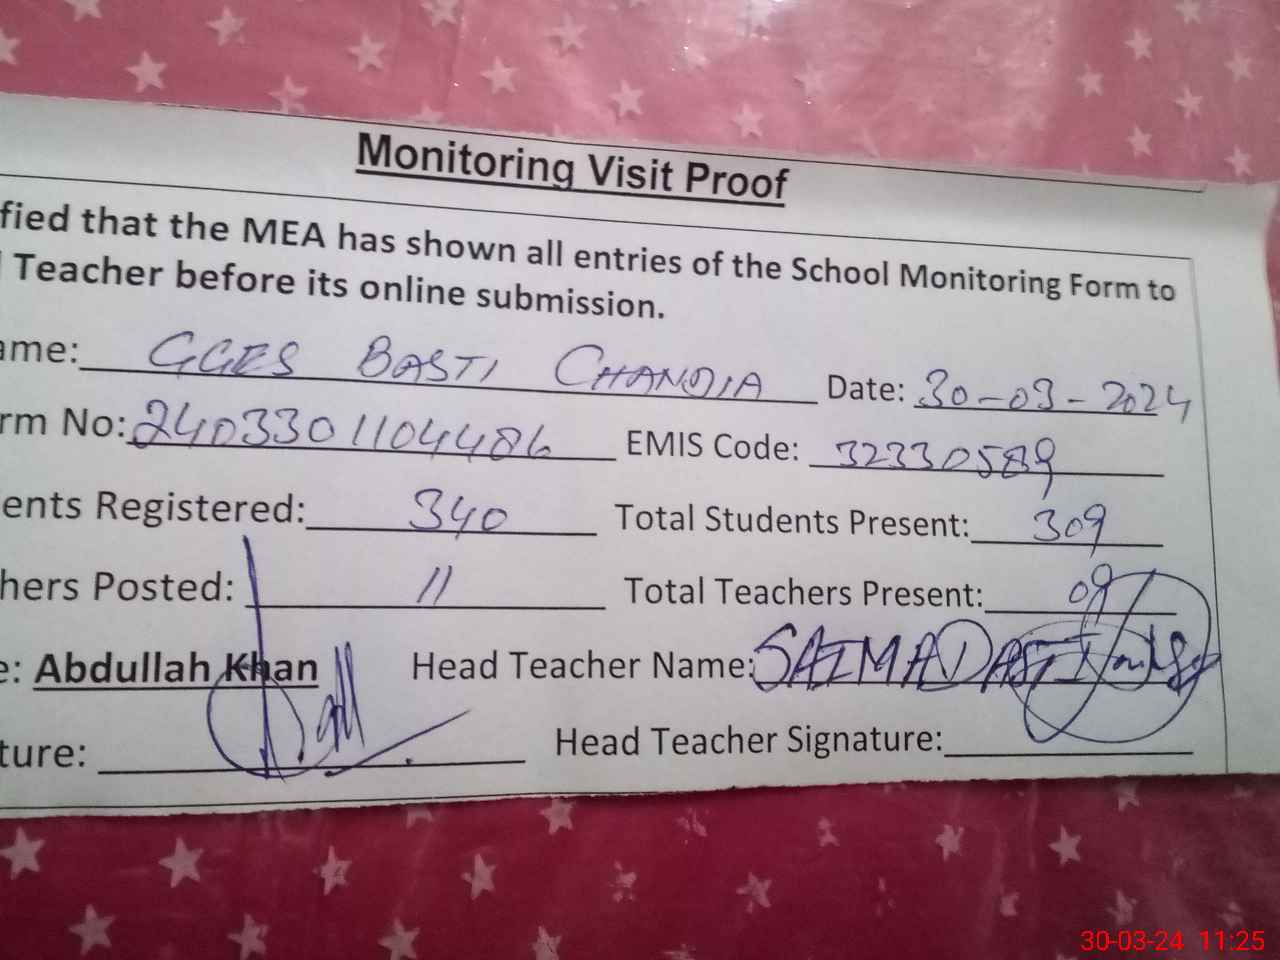 Monitoring Visit Proof
fied that the MEA has shown all entries of the School Monitoring Form to
Teacher before its online submission.
ame: GGES BASTI CHANDIA Date: 30-03-2024
rm No: 2403301104486 EMIS Code: 32330589
ents Registered: 340 Total Students Present: 309
hers Posted: 11 Total Teachers Present: 09
e: Abdullah Khan Head Teacher Name: SAIMA DASTI
ture: Head Teacher Signature:
30-03-24 11:25